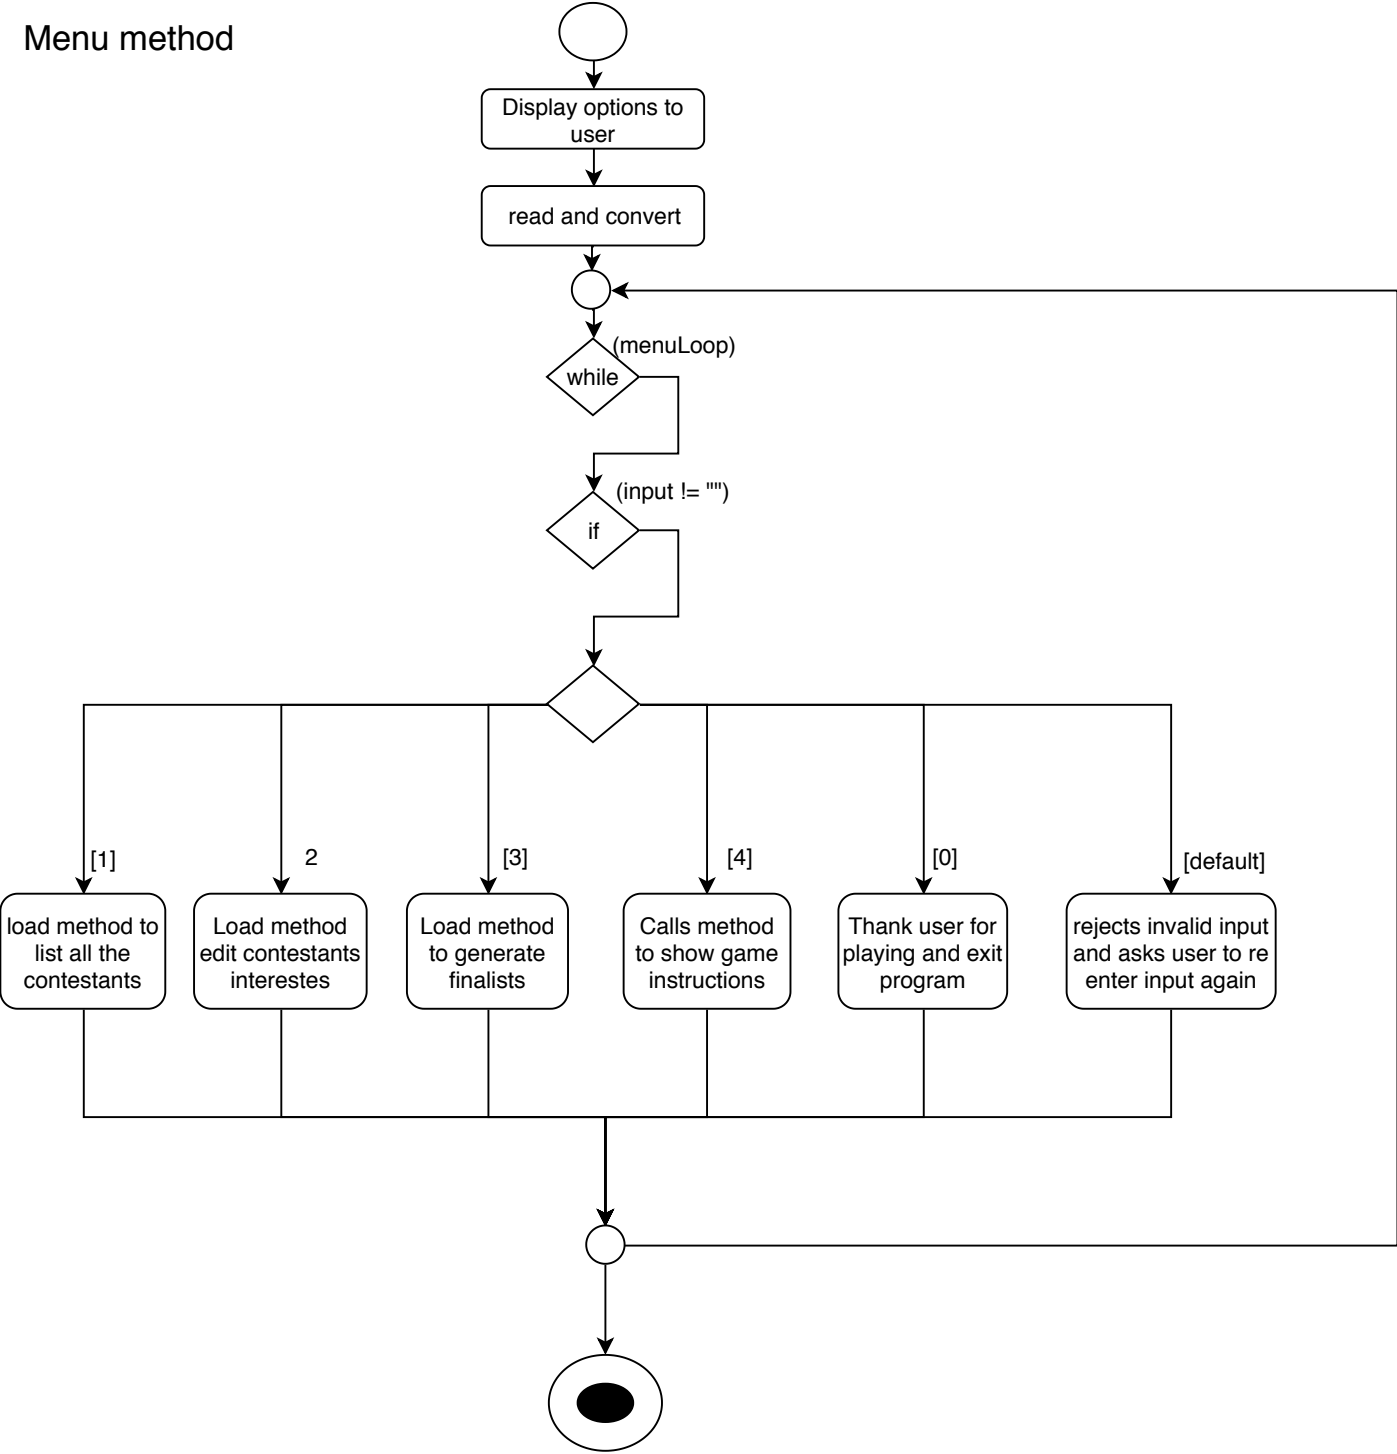 Menu method
Display options to
user
read and convert
(menuLoop)
while
(input != "")
if
[1]
2
[3]
[4]
[0]
[default]
load method to
list all the
contestants
Load method
edit contestants
interestes
Load method
to generate
finalists
Calls method
to show game
instructions
Thank user for
playing and exit
program
rejects invalid input
and asks user to re
enter input again